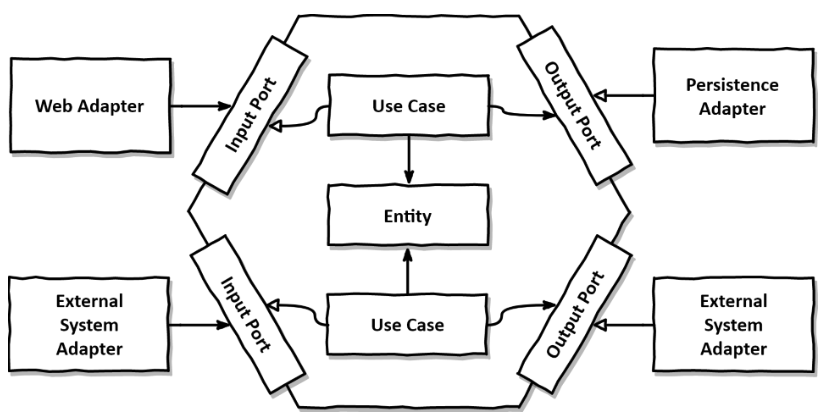 Web Adapter
Input Port
Use Case
Output Port
Persistence
Adapter
Entity
External
System
Adapter
Input Port
Use Case
Output Port
External
System
Adapter